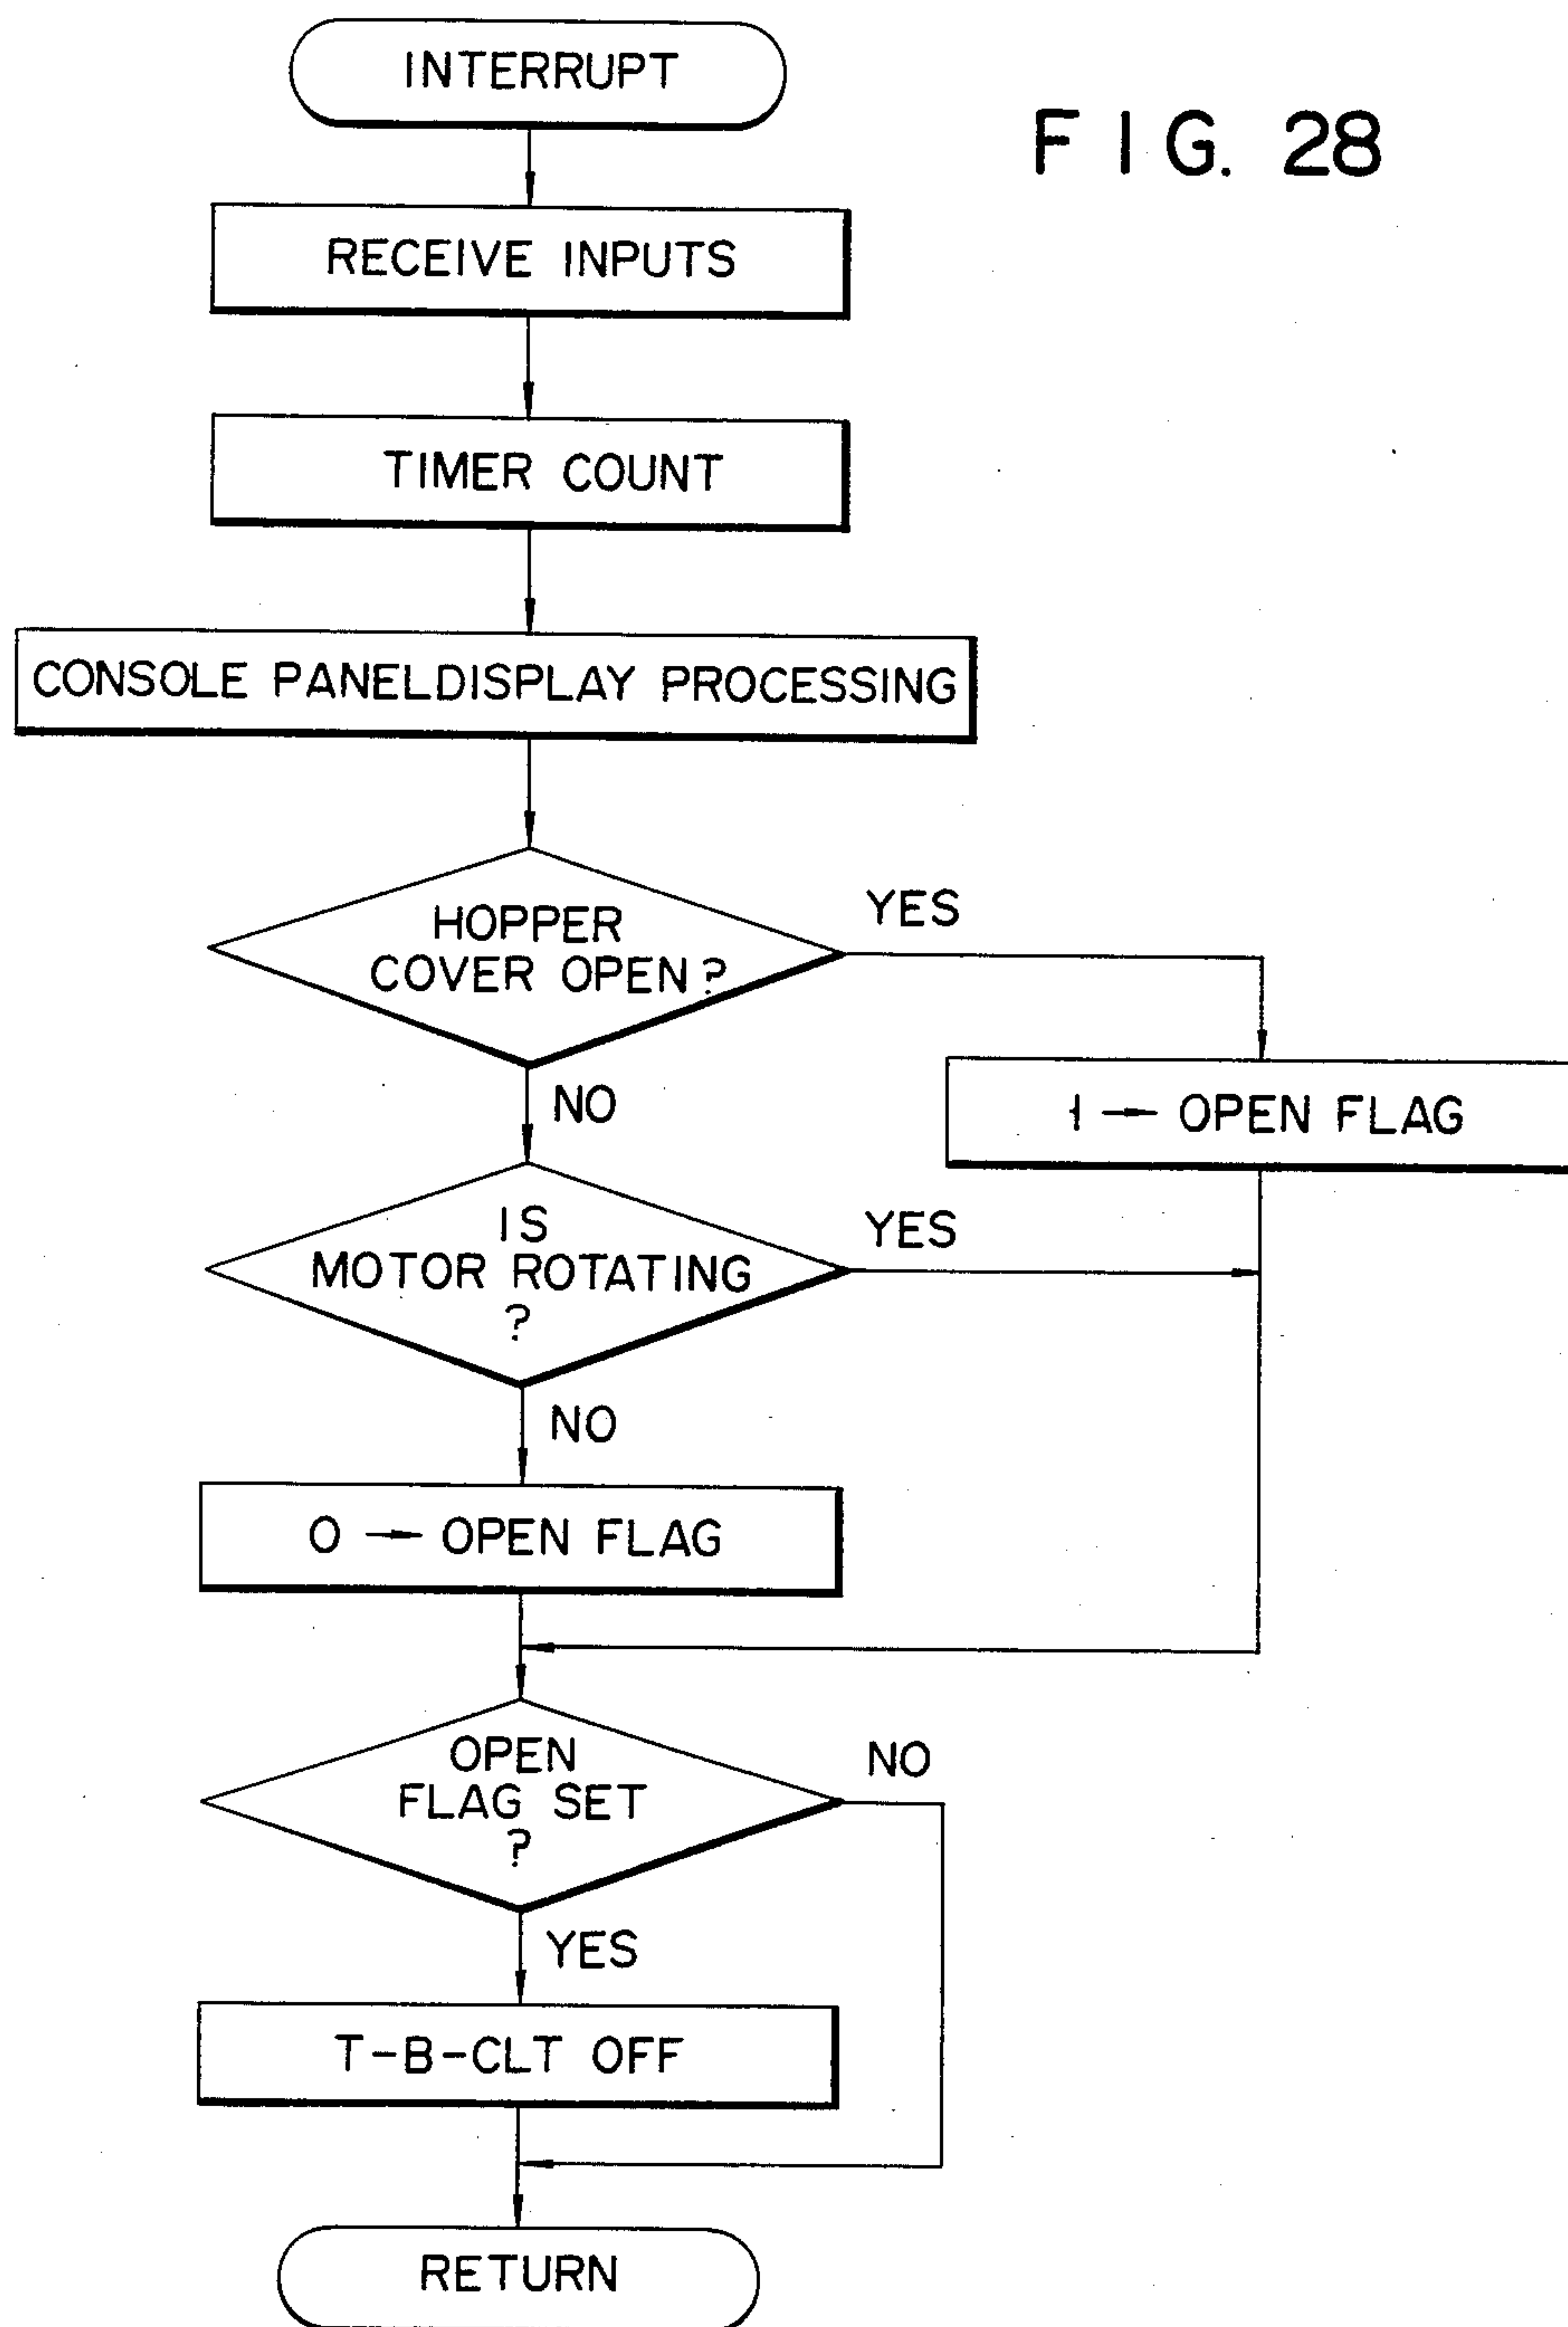 INTERRUPT
FIG. 28
RECEIVE INPUTS
TIMER COUNT
CONSOLE PANELDISPLAY PROCESSING
HOPPER
COVER OPEN?
YES
NO
1 → OPEN FLAG
IS
MOTOR ROTATING
?
YES
NO
0 → OPEN FLAG
OPEN
FLAG SET
?
NO
YES
T-B-CLT OFF
RETURN